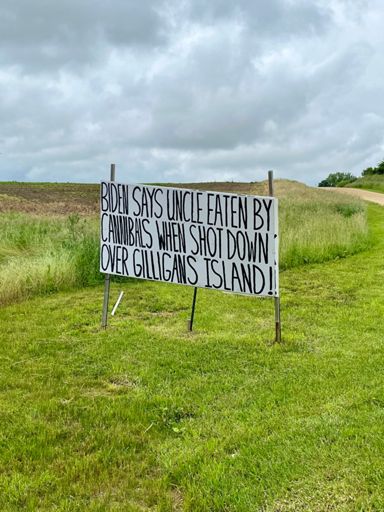 BIDEN SAYS UNCLE EATEN BY
CANNIBALS WHEN SHOT DOWN
OVER GILLIGANS ISLAND!